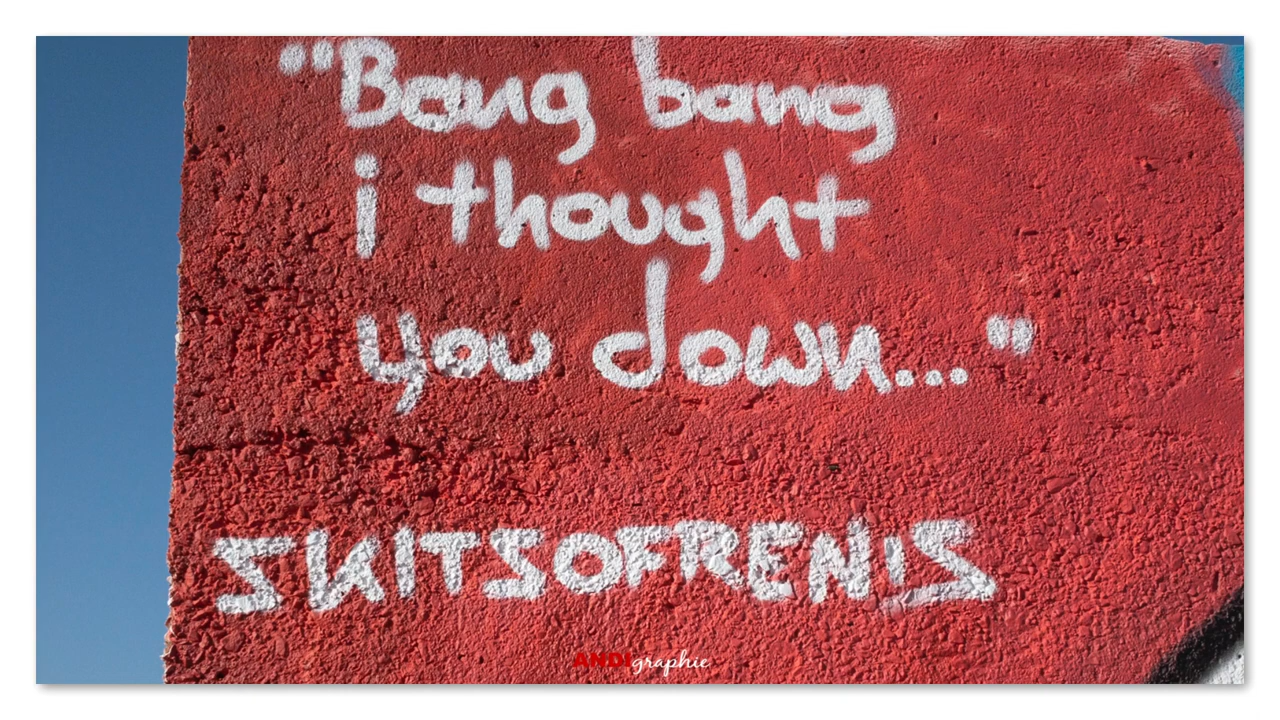 "Bang bang
i thought
you down..."
SKITSOFRENIS
ANDIgraphie